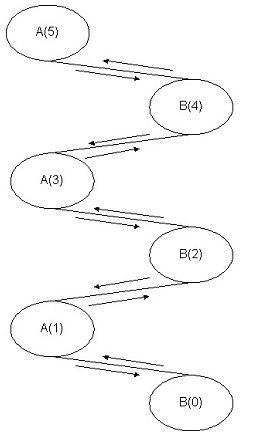 A(5)
B(4)
A(3)
B(2)
A(1)
B(0)